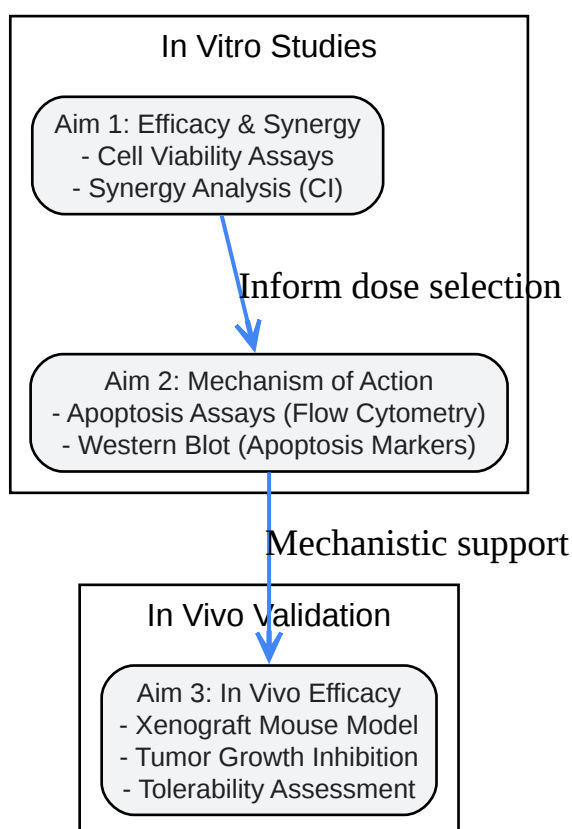 In Vitro Studies
Aim 1: Efficacy & Synergy
- Cell Viability Assays
- Synergy Analysis (CI)
Inform dose selection
Aim 2: Mechanism of Action
- Apoptosis Assays (Flow Cytometry)
- Western Blot (Apoptosis Markers)
Mechanistic support
In Vivo Validation
Aim 3: In Vivo Efficacy
- Xenograft Mouse Model
- Tumor Growth Inhibition
- Tolerability Assessment